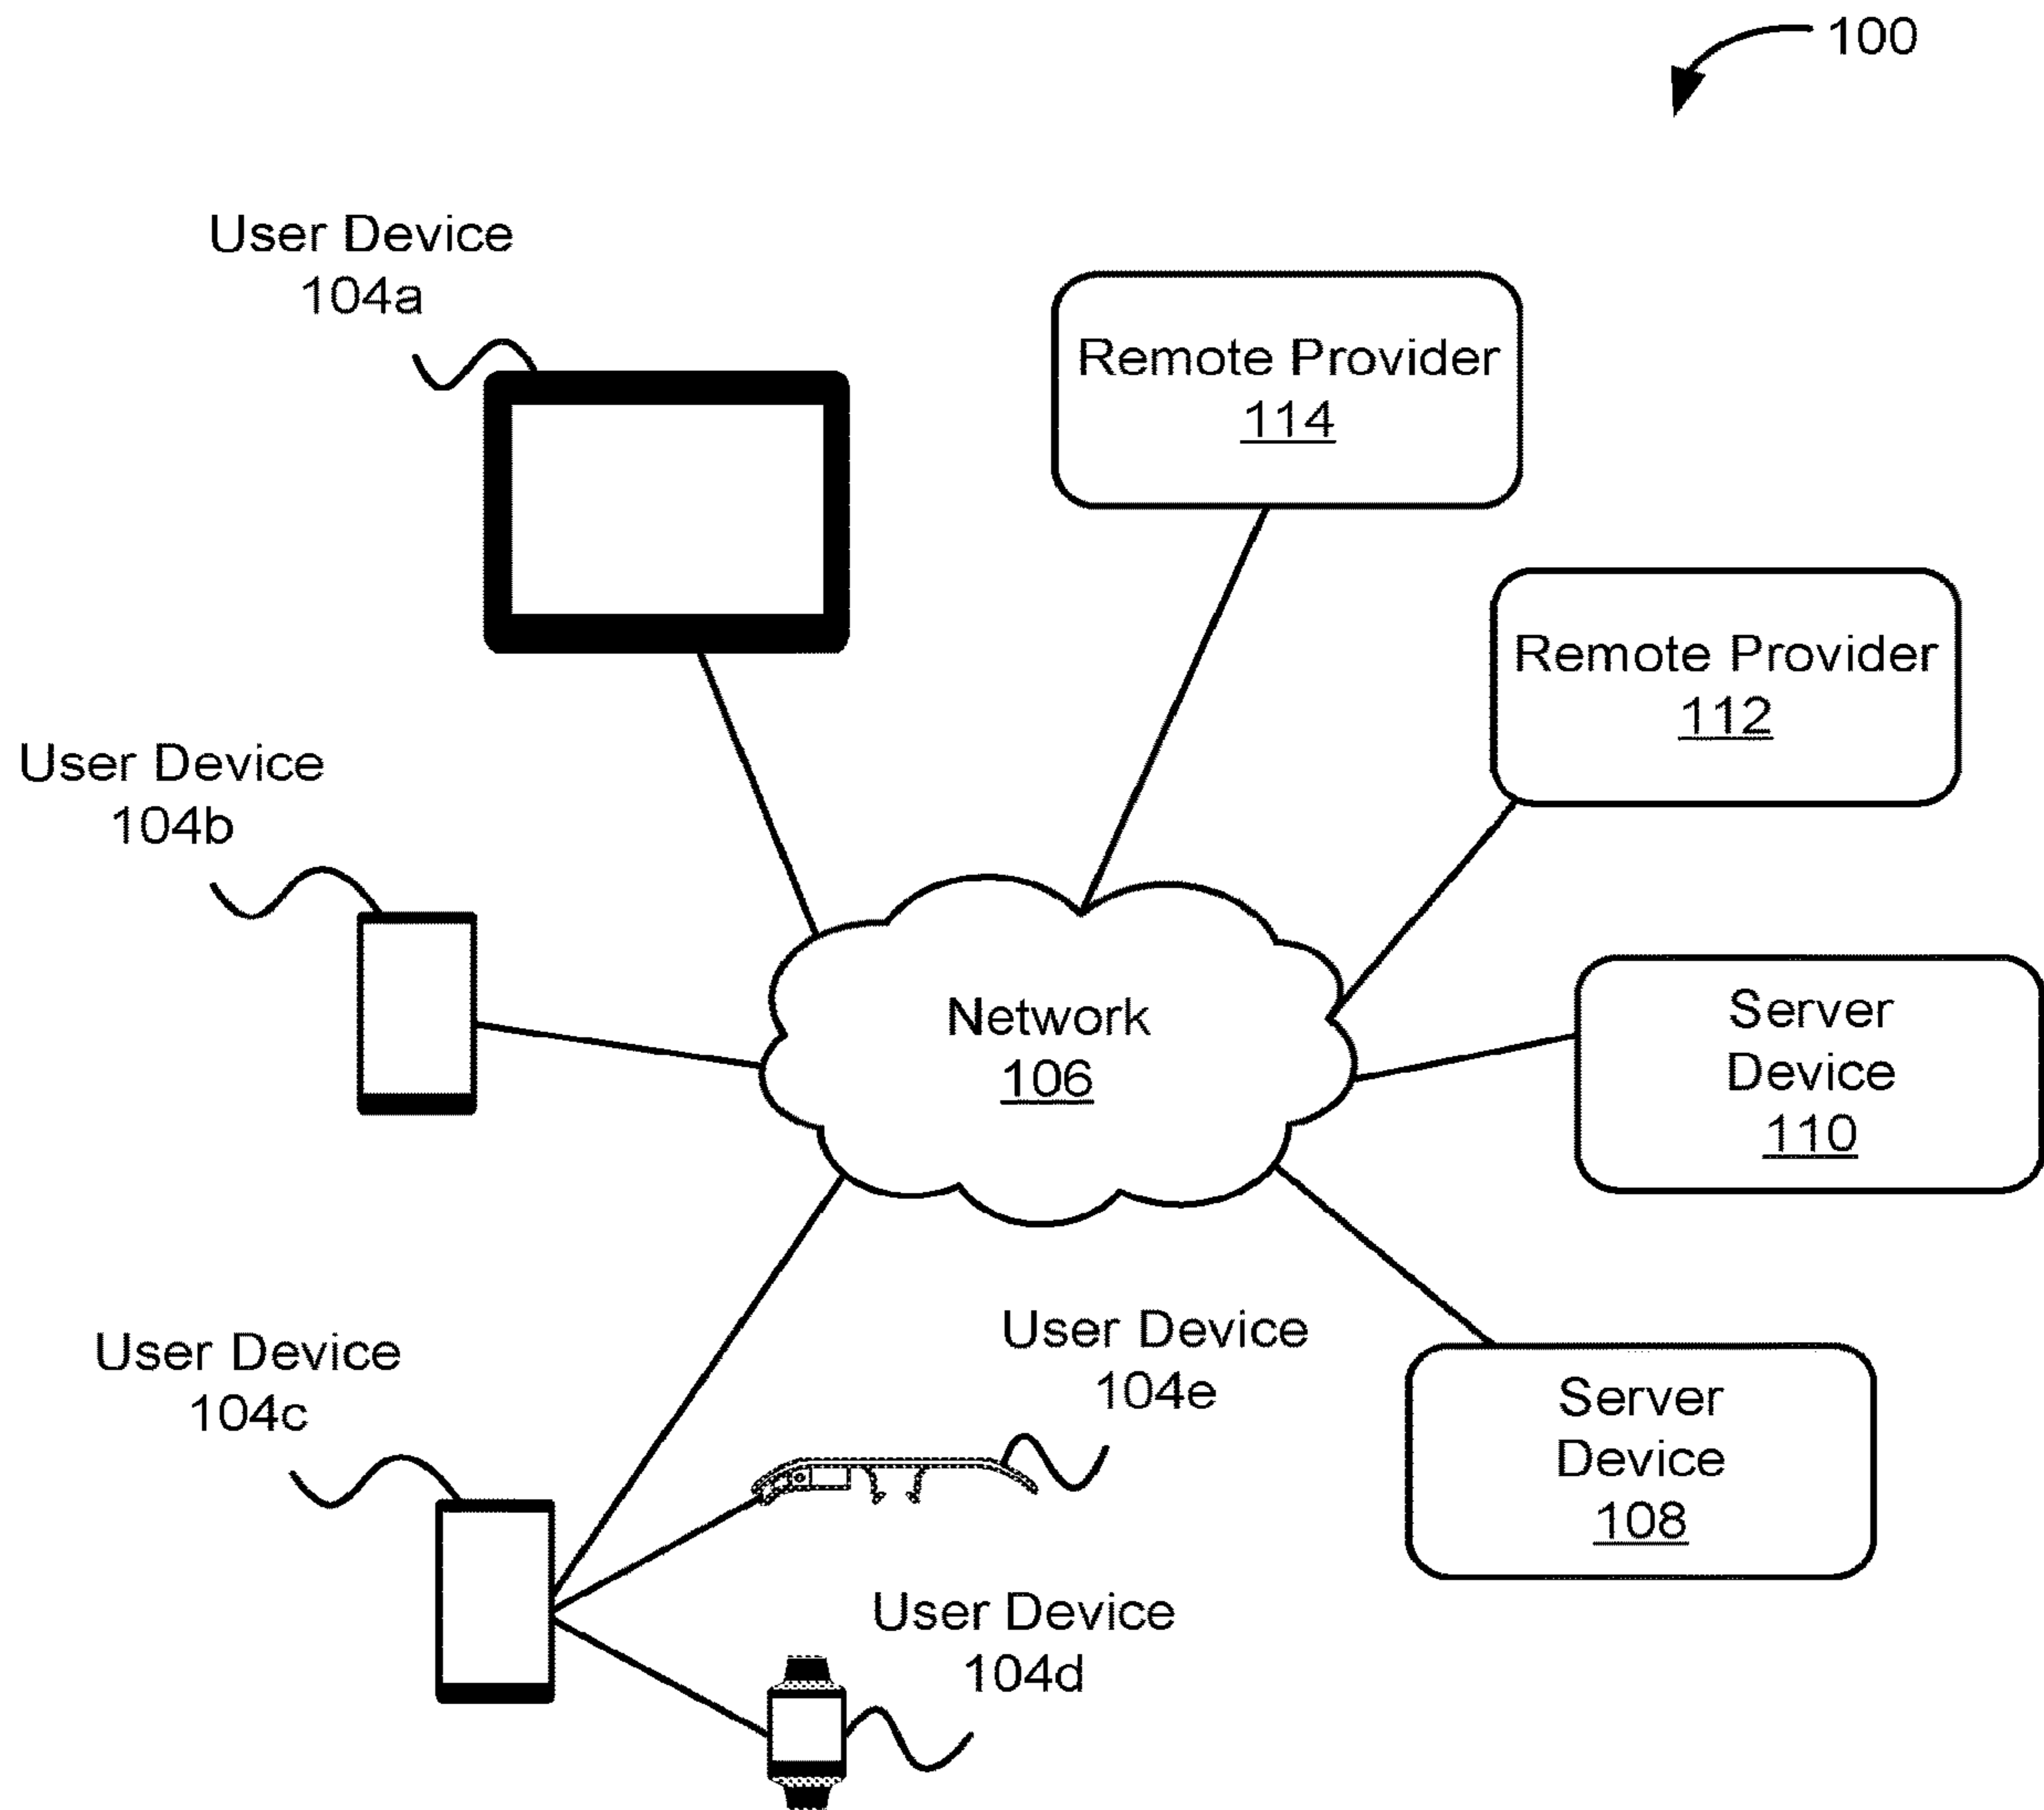 100
User Device
104a
Remote Provider
114
Remote Provider
112
User Device
104b
Network
106
Server
Device
110
User Device
104c
User Device
104e
Server
Device
108
User Device
104d